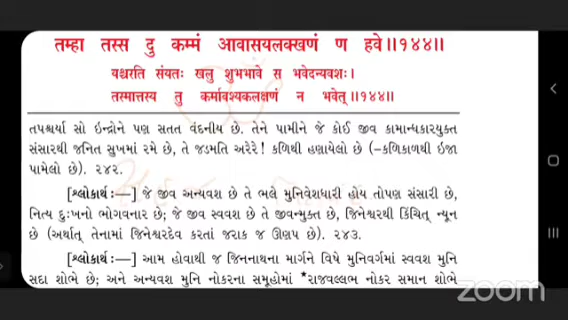 तम्हा तस्स दु कम्मं आवासयलक्खणं ण हवे॥१४४॥
यश्चरति संयतः खलु शुभभावे स भवेदन्यवशः।
तस्मात्तस्य तु कर्मावश्यकलक्षणं न भवेत्॥१४४॥
તપશ્ચર્યા સો ઇન્દ્રોને પણ સતત વંદનીય છે. તેને પામીને જે કોઈ જીવ કામાન્ધકારયુક્ત
સંસારથી જનિત સુખમાં રમે છે, તે જડમતિ અરેરે! કળિથી હણાયેલો છે (–કળિકાળથી ઇજા
પામેલો છે). ૨૪૨.
[શ્લોકાર્થઃ—] જે જીવ અન્યવશ છે તે ભલે મુનિવેશધારી હોય તોપણ સંસારી છે,
નિત્ય દુઃખનો ભોગવનાર છે; જે જીવ સ્વવશ છે તે જીવન્મુક્ત છે, જિનેશ્વરથી કિંચિત્ ન્યૂન
છે (અર્થાત્ તેનામાં જિનેશ્વરદેવ કરતાં જરાક જ ઊણપ છે). ૨૪૩.
[શ્લોકાર્થઃ—] આમ હોવાથી જ જિનનાથના માર્ગને વિષે મુનિવર્ગમાં સ્વવશ મુનિ
સદા શોભે છે; અને અન્યવશ મુનિ નોકરના સમૂહોમાં *રાજવલ્લભ નોકર સમાન શોભે
zoom